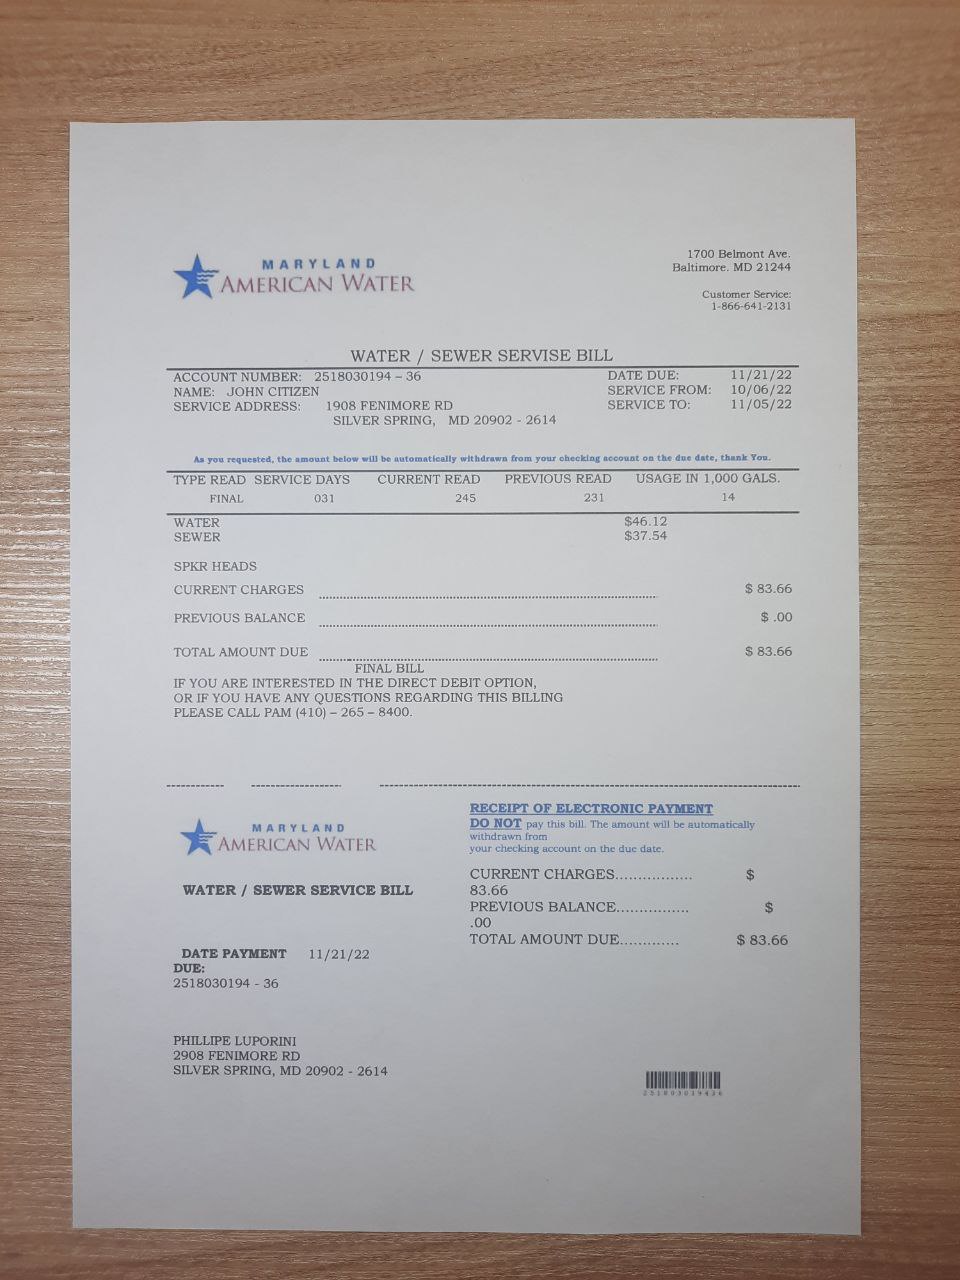 MARYLAND
AMERICAN WATER
1700 Belmont Ave.
Baltimore. MD 21244
Customer Service:
1-866-641-2131
WATER / SEWER SERVISE BILL
ACCOUNT NUMBER: 2518030194 – 36
DATE DUE: 11/21/22
NAME: JOHN CITIZEN
SERVICE FROM: 10/06/22
SERVICE ADDRESS: 1908 FENIMORE RD
SERVICE TO: 11/05/22
SILVER SPRING, MD 20902 - 2614
As you requested, the amount below will be automatically withdrawn from your checking account on the due date, thank You.
TYPE READ SERVICE DAYS CURRENT READ PREVIOUS READ USAGE IN 1,000 GALS.
FINAL 031 245 231 14
WATER $46.12
SEWER $37.54
SPKR HEADS
CURRENT CHARGES $ 83.66
PREVIOUS BALANCE $ .00
TOTAL AMOUNT DUE $ 83.66
FINAL BILL
IF YOU ARE INTERESTED IN THE DIRECT DEBIT OPTION,
OR IF YOU HAVE ANY QUESTIONS REGARDING THIS BILLING
PLEASE CALL PAM (410) – 265 – 8400.
MARYLAND
AMERICAN WATER
WATER / SEWER SERVICE BILL
DATE PAYMENT 11/21/22
DUE:
2518030194 - 36
PHILLIPE LUPORINI
2908 FENIMORE RD
SILVER SPRING, MD 20902 - 2614
RECEIPT OF ELECTRONIC PAYMENT
DO NOT pay this bill. The amount will be automatically
withdrawn from
your checking account on the due date.
CURRENT CHARGES................. $
83.66
PREVIOUS BALANCE................ $
.00
TOTAL AMOUNT DUE............. $ 83.66
251803019436